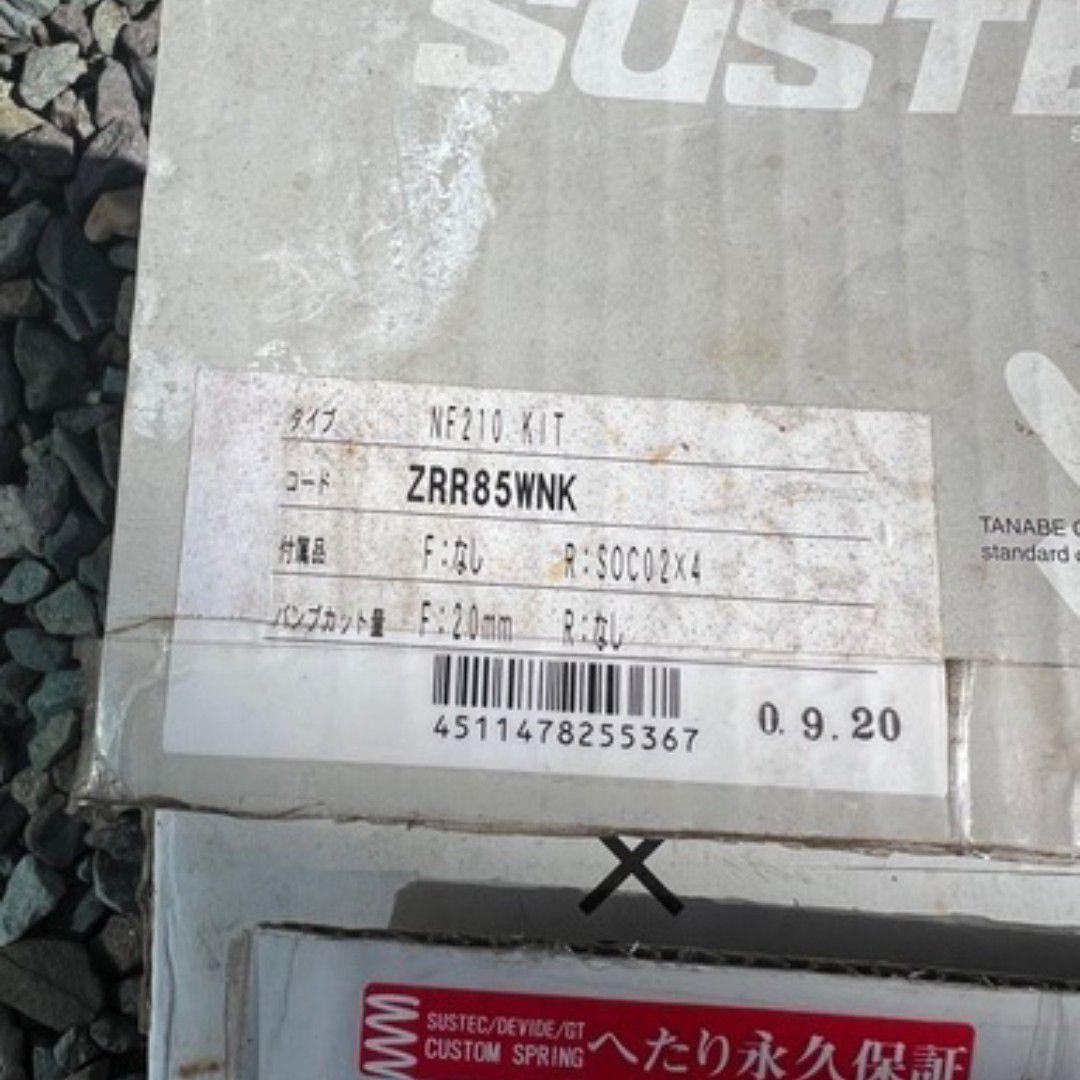 SUSTE
タイプ NF210 KIT
コード ZRR85WNK
付属品 F:なし R:SOC02×4
バンプカット量 F:20mm R:なし
4511478255367
0.9.20
TANABE
standard
SUSTEC/DEVIDE/GT
CUSTOM SPRING
へたり永久保証